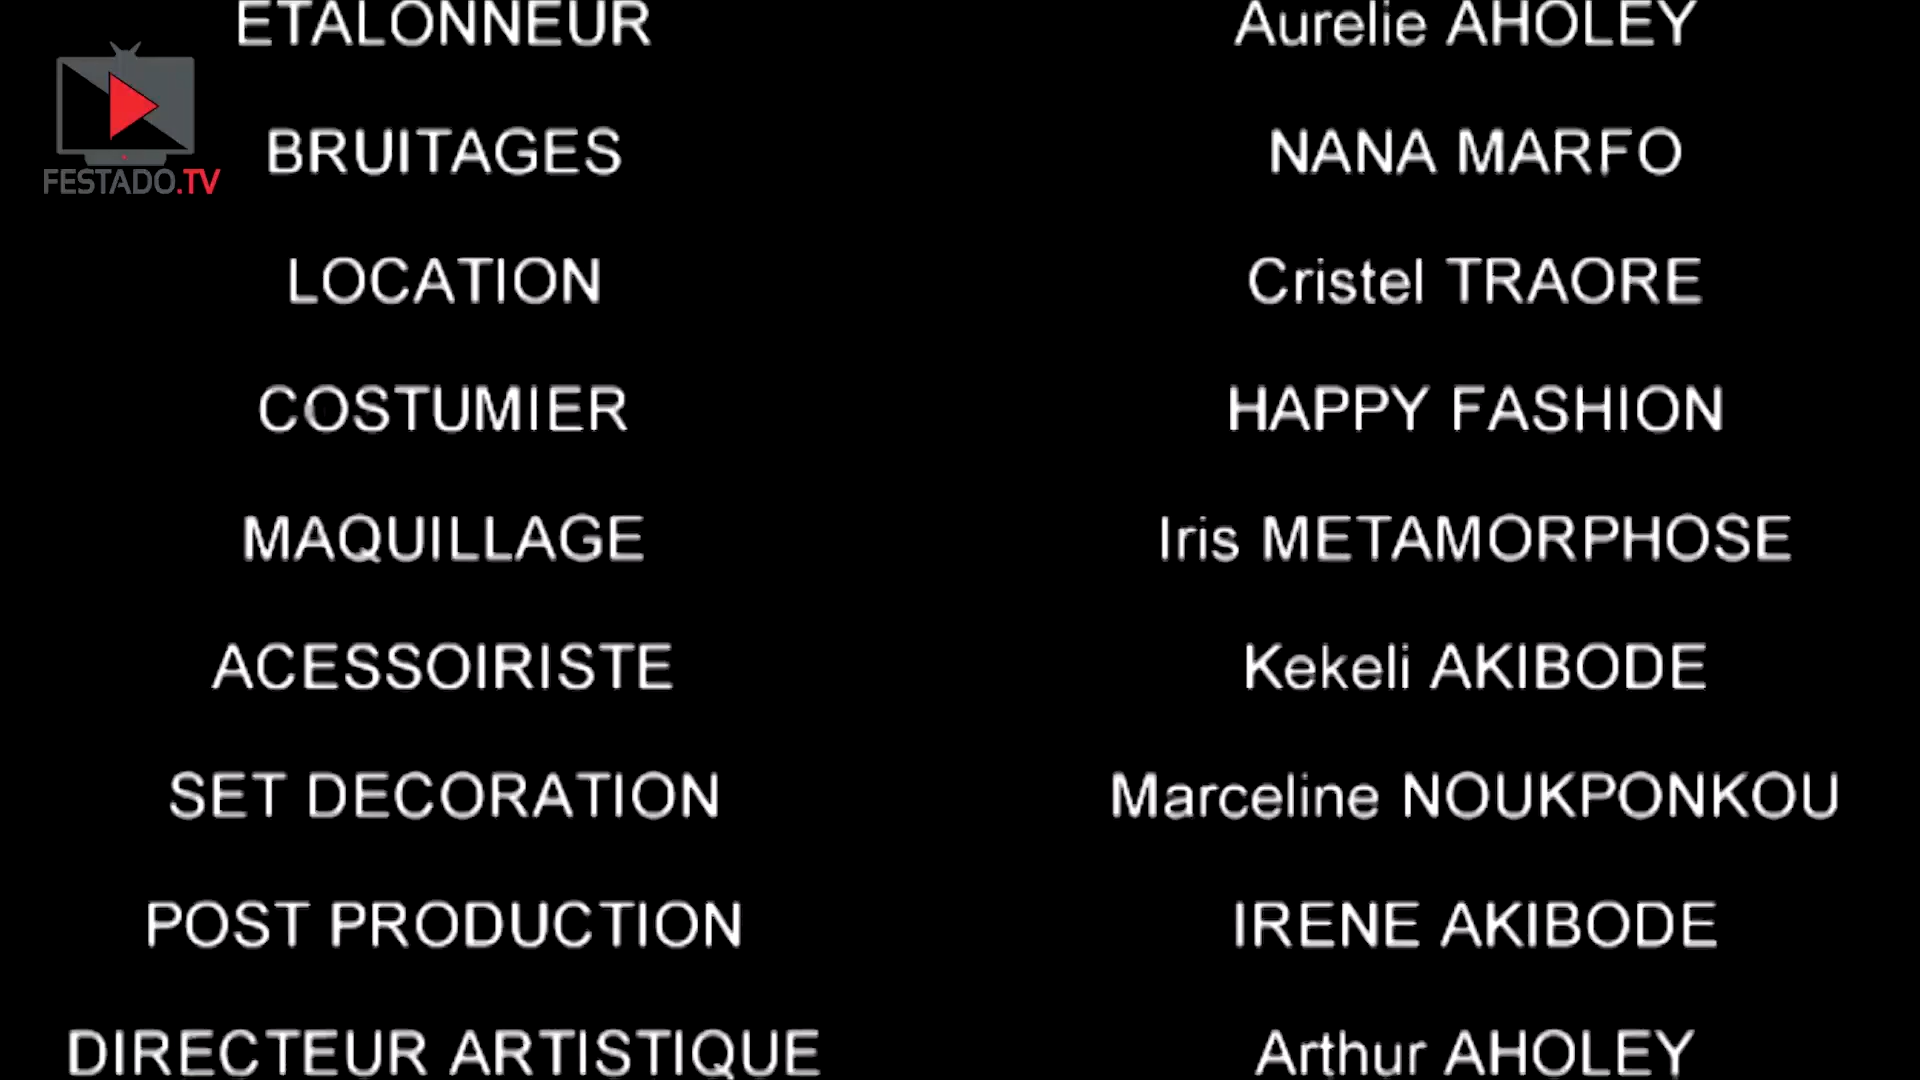 ETALONNEUR Aurelie AHOLEY
FESTADO.TV
BRUITAGES NANA MARFO
LOCATION Cristel TRAORE
COSTUMIER HAPPY FASHION
MAQUILLAGE Iris METAMORPHOSE
ACESSOIRISTE Kekeli AKIBODE
SET DECORATION Marceline NOUKPONKOU
POST PRODUCTION IRENE AKIBODE
DIRECTEUR ARTISTIQUE Arthur AHOLEY